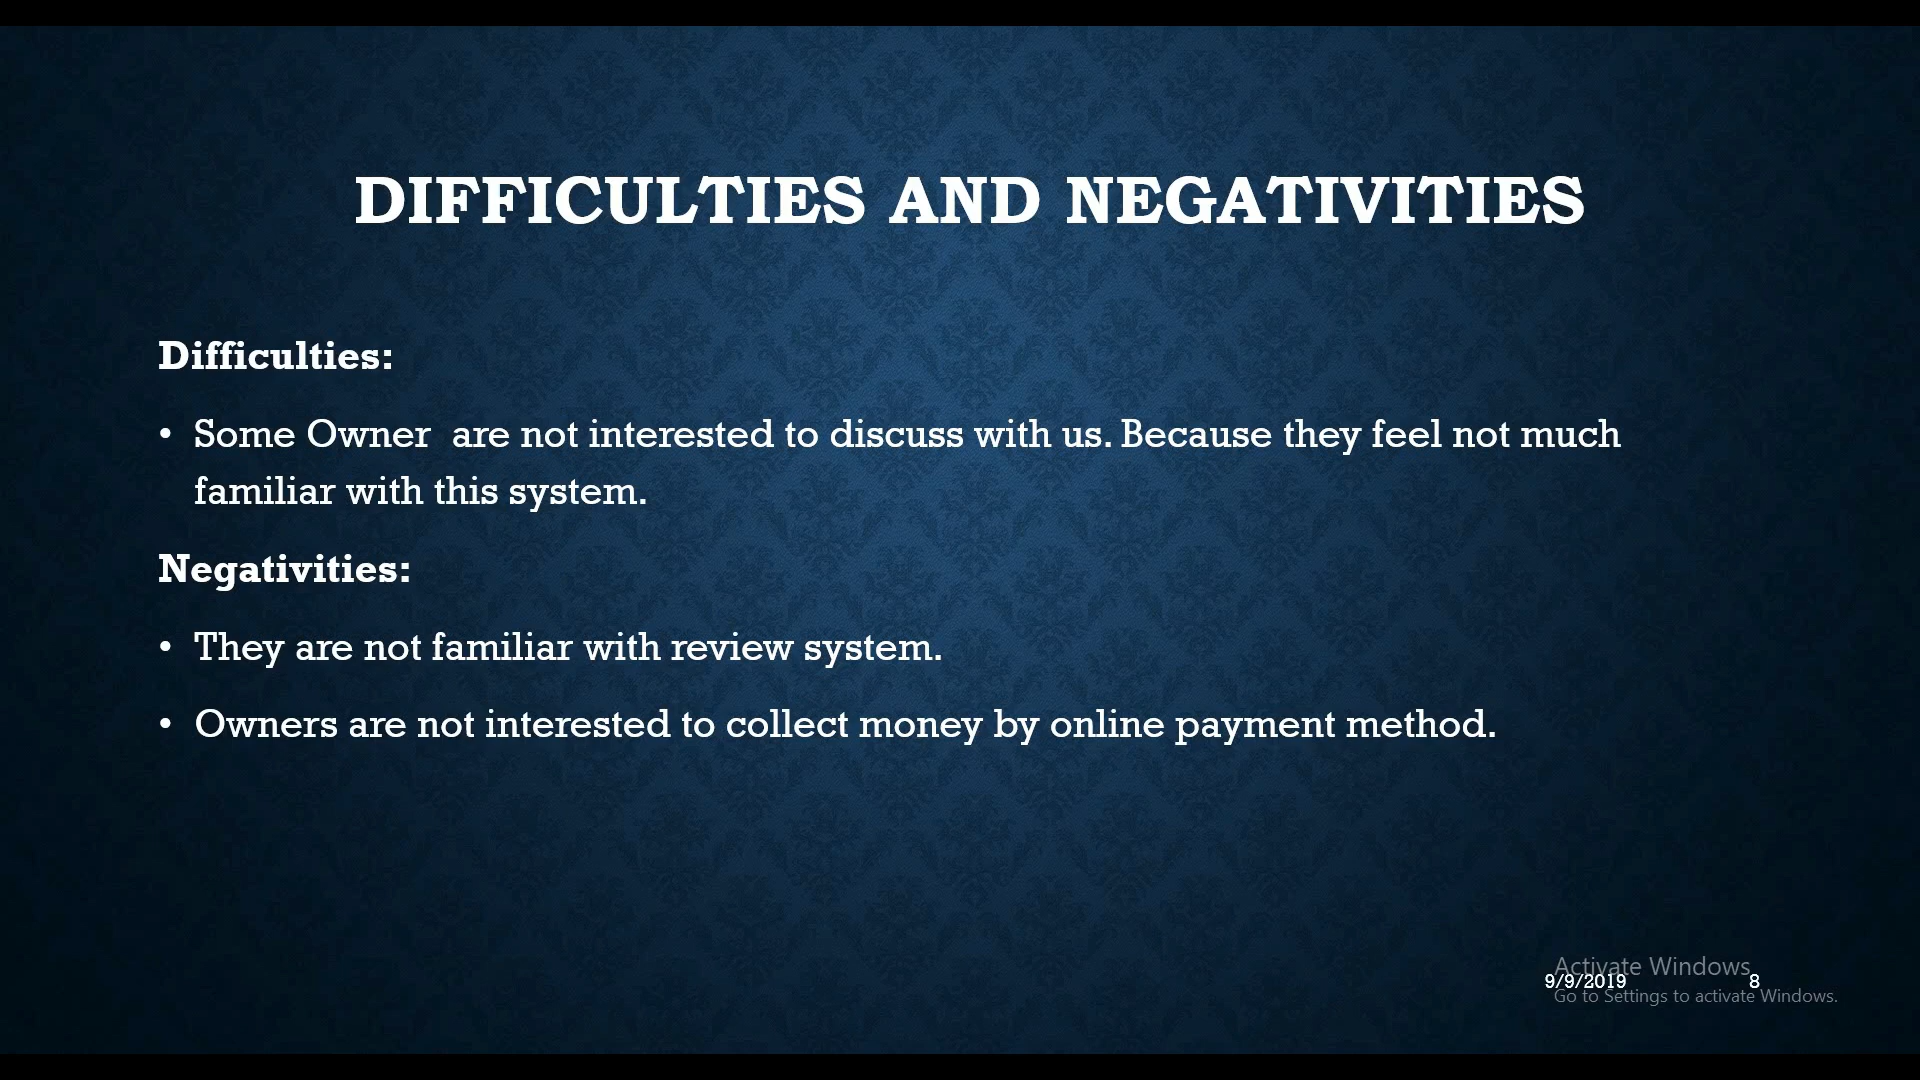 DIFFICULTIES AND NEGATIVITIES
Difficulties:
• Some Owner  are not interested to discuss with us. Because they feel not much
familiar with this system.
Negativities:
• They are not familiar with review system.
• Owners are not interested to collect money by online payment method.
Activate Windows
9/9/2019 8
Go to Settings to activate Windows.